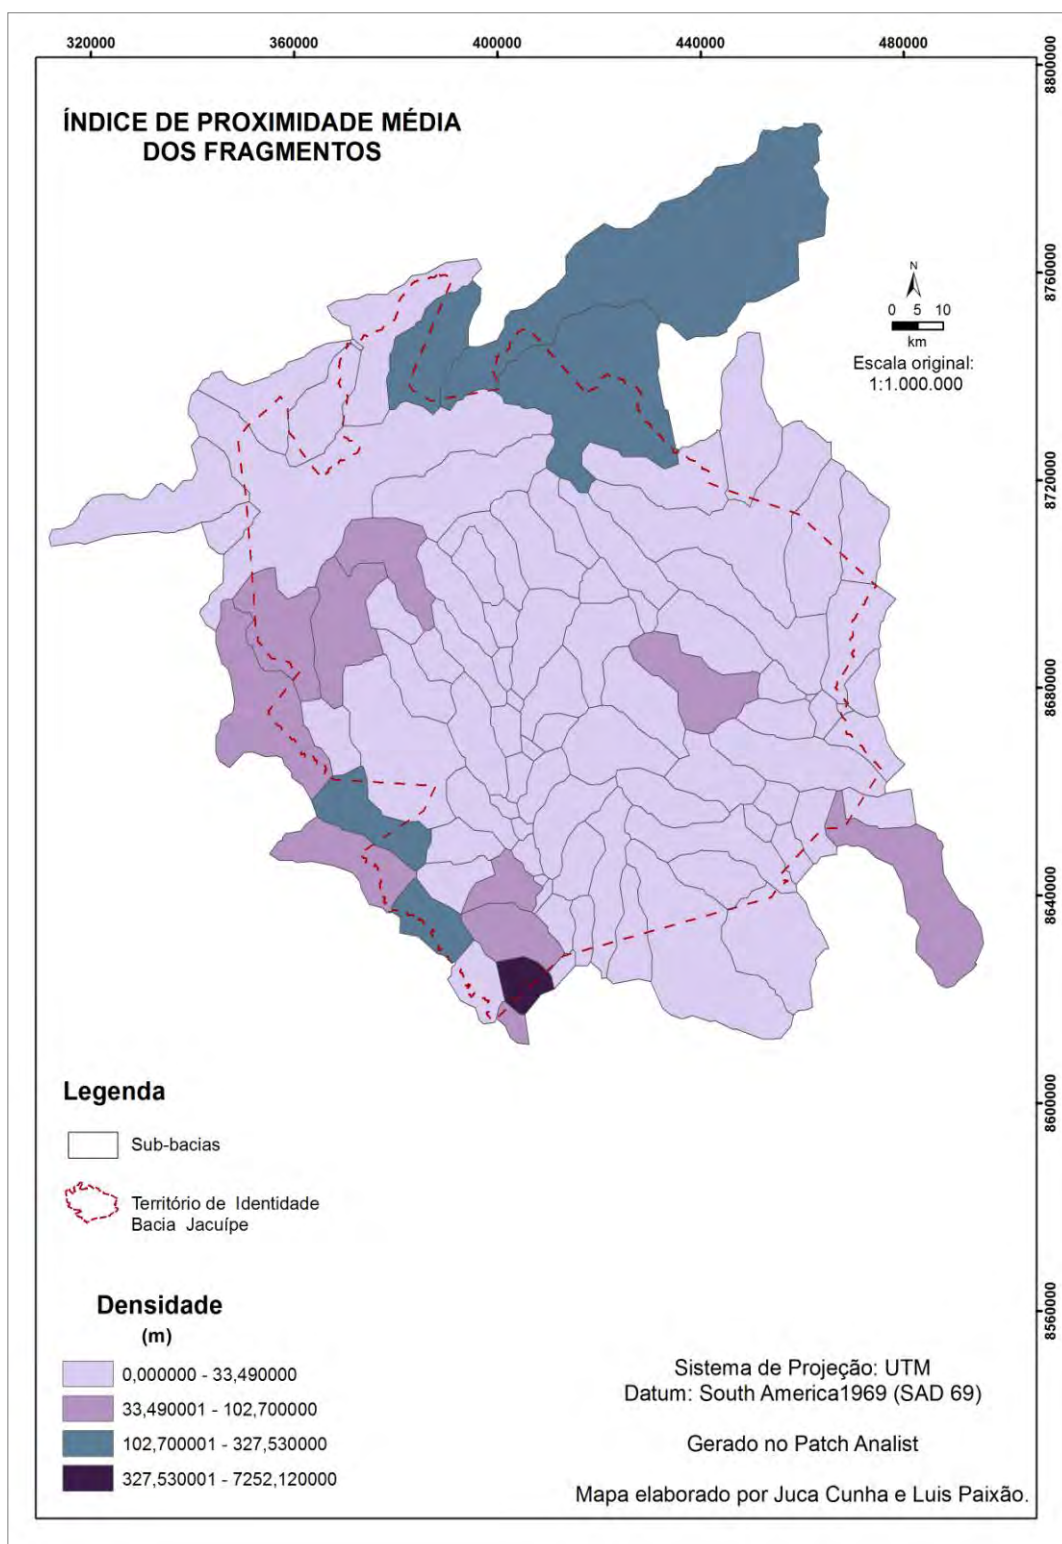 320000 360000 400000 440000 480000
8800000
ÍNDICE DE PROXIMIDADE MÉDIA
DOS FRAGMENTOS
8760000
N
0 5 10
km
Escala original:
1:1.000.000
8720000
8680000
8640000
8600000
Legenda
Sub-bacias
Território de Identidade
Bacia Jacuípe
8560000
Densidade
(m)
0,000000 - 33,490000
33,490001 - 102,700000
102,700001 - 327,530000
327,530001 - 7252,120000
Sistema de Projeção: UTM
Datum: South America1969 (SAD 69)
Gerado no Patch Analist
Mapa elaborado por Juca Cunha e Luis Paixão.